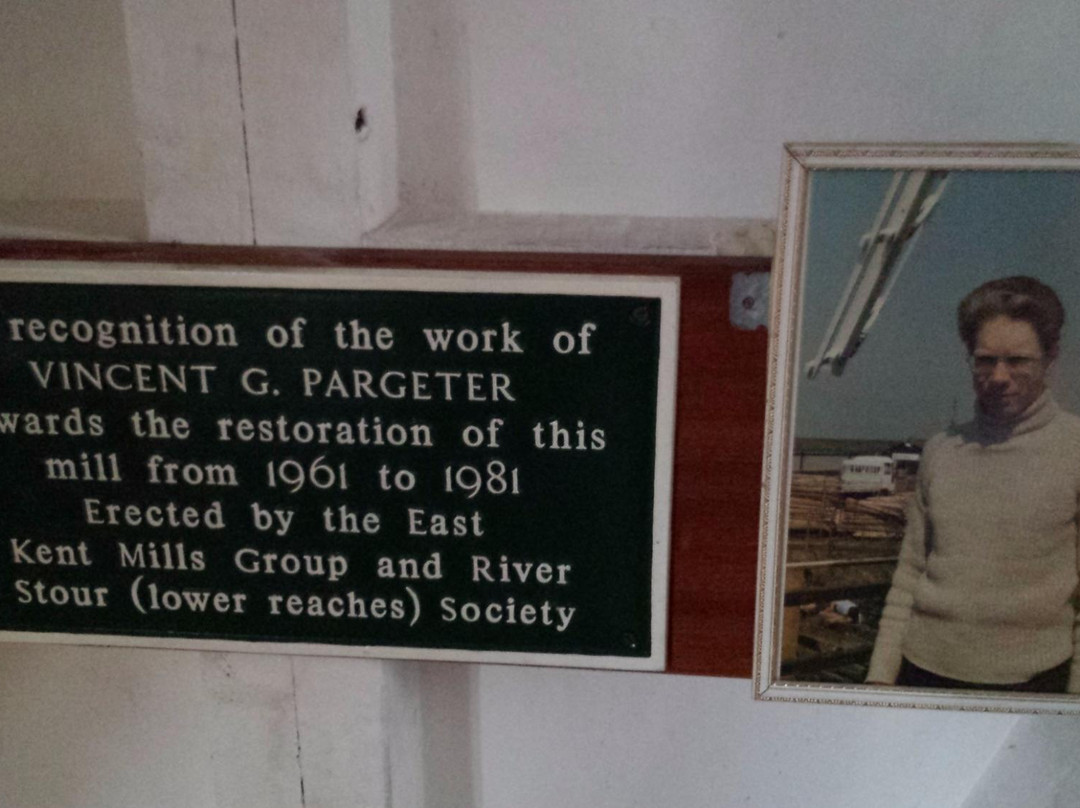 recognition of the work of
VINCENT G. PARGETER
wards the restoration of this
mill from 1961 to 1981
Erected by the East
Kent Mills Group and River
Stour (lower reaches) Society